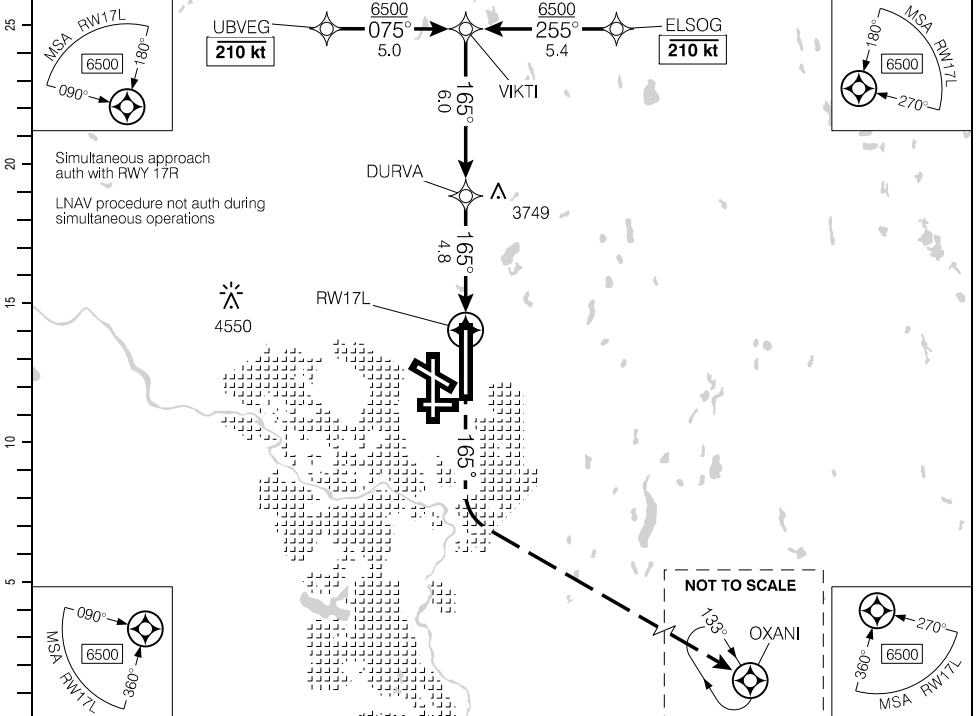 25
20
15
10
5
MSA RW17L
6500
180°
090°
UBVEG
210 kt
6500
075°
5.0
6500
255°
5.4
ELSOG
210 kt
VIKTI
MSA RW17L
6500
180°
270°
165°
6.0
Simultaneous approach
auth with RWY 17R
LNAV procedure not auth during
simultaneous operations
DURVA
3749
165°
4.8
RW17L
4550
165°
MSA RW17L
6500
090°
360°
NOT TO SCALE
133°
OXANI
MSA RW17L
6500
270°
360°